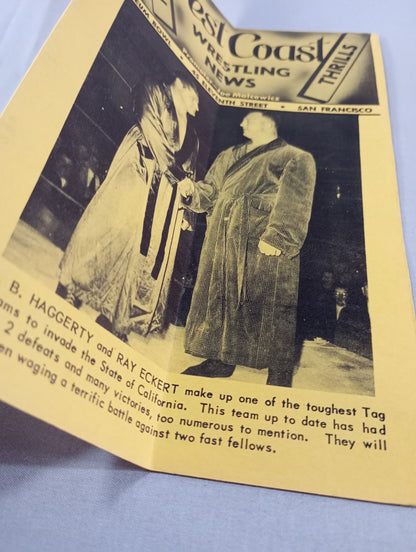 est Coast
WRESTLING
NEWS
THRILLS
Joe Malcewicz
ENTH STREET • SAN FRANCISCO
B. HAGGERTY and RAY ECKERT make up one of the toughest Tag
ams to invade the State of California. This team up to date has had
2 defeats and many victories, too numerous to mention. They will
en waging a terrific battle against two fast fellows.